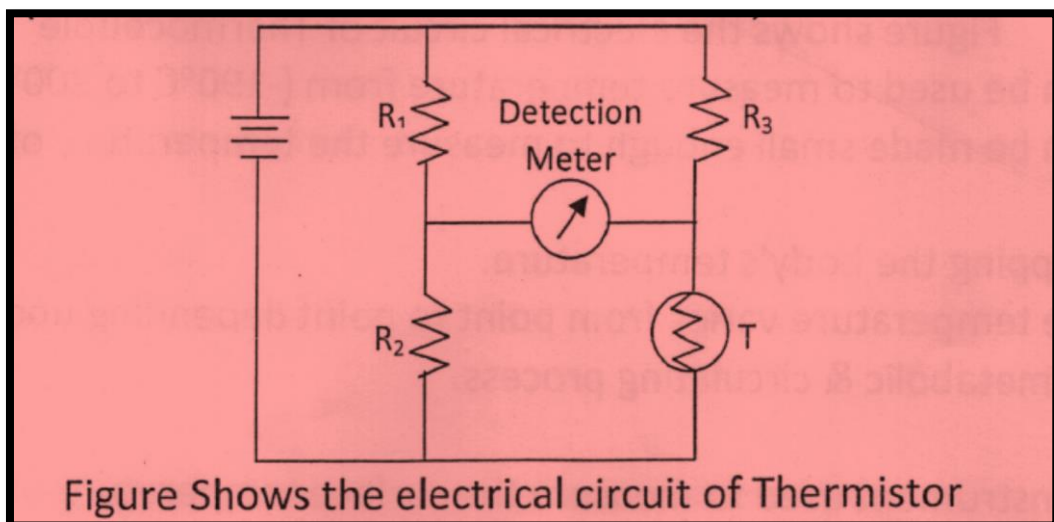 Detection
Meter
R₁
R₃
R₂
T
Figure Shows the electrical circuit of Thermistor